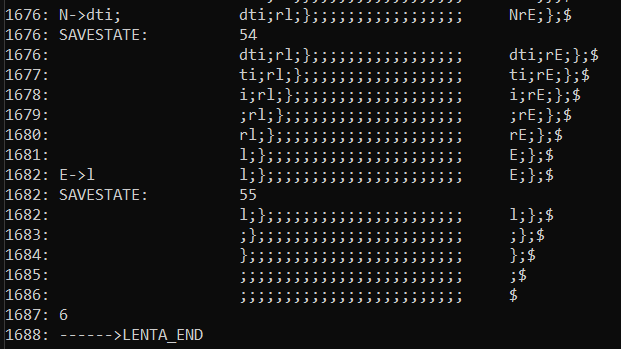 1676: N->dti; dti;rl;};;;;;;;;;;;;;;;;; NrE;};$
1676: SAVESTATE: 54
1676: dti;rl;};;;;;;;;;;;;;;;;; dti;rE;};$
1677: ti;rl;};;;;;;;;;;;;;;;;;; ti;rE;};$
1678: i;rl;};;;;;;;;;;;;;;;;;;; i;rE;};$
1679: ;rl;};;;;;;;;;;;;;;;;;;;; ;rE;};$
1680: rl;};;;;;;;;;;;;;;;;;;;;; rE;};$
1681: l;};;;;;;;;;;;;;;;;;;;;;; E;};$
1682: E->l l;};;;;;;;;;;;;;;;;;;;;;; E;};$
1682: SAVESTATE: 55
1682: l;};;;;;;;;;;;;;;;;;;;;;; l;};$
1683: ;};;;;;;;;;;;;;;;;;;;;;;; ;};$
1684: };;;;;;;;;;;;;;;;;;;;;;;; };$
1685: ;;;;;;;;;;;;;;;;;;;;;;;;; ;$
1686: ;;;;;;;;;;;;;;;;;;;;;;;;; $
1687: 6
1688: ------>LENTA_END